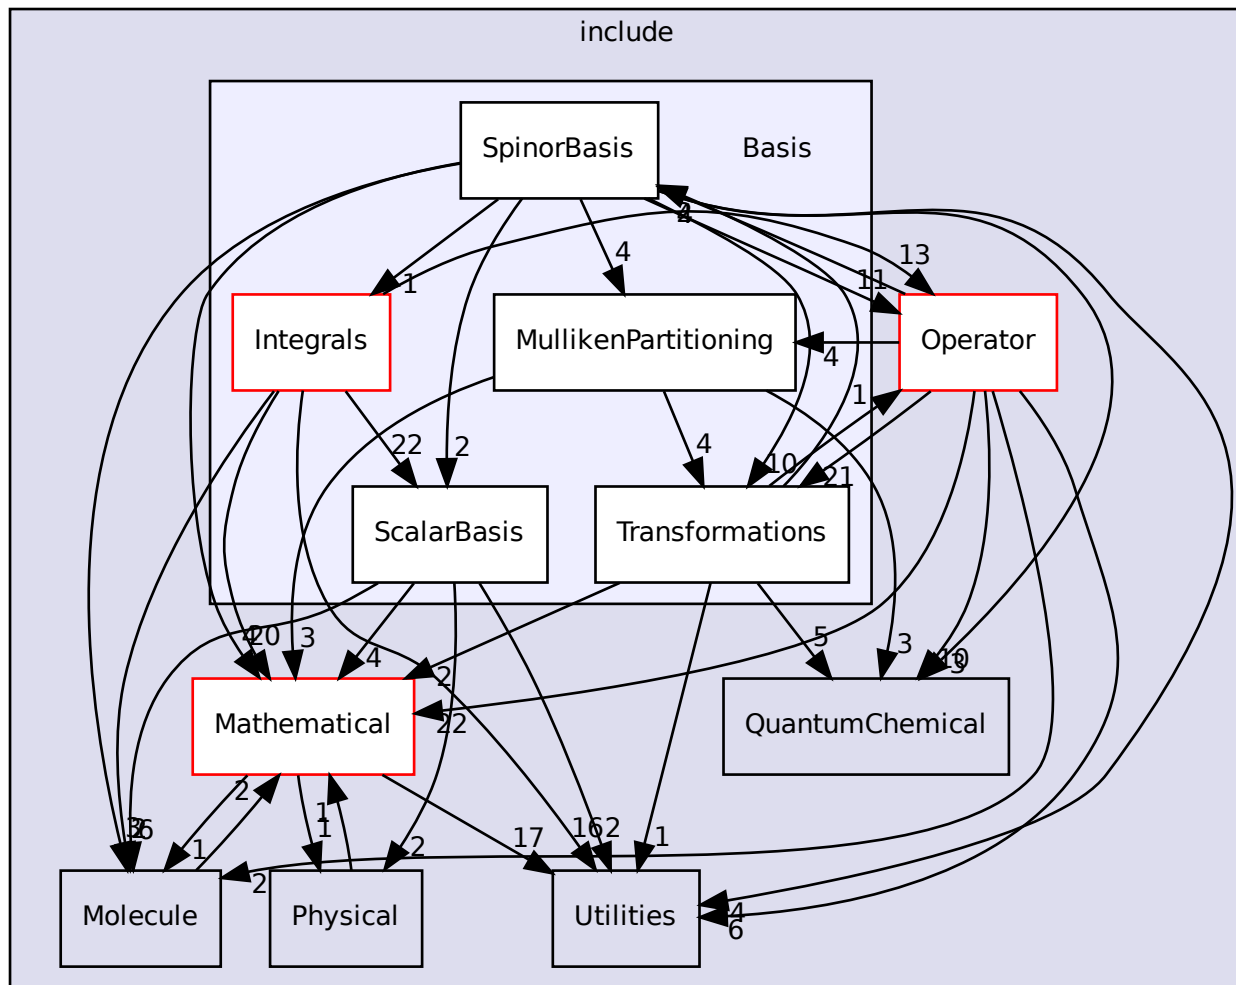 include
SpinorBasis
Basis
4
13
1
11
Integrals
MullikenPartitioning
Operator
4
1
22
2
4
10
21
ScalarBasis
Transformations
20
3
4
5
3
2
Mathematical
22
QuantumChemical
2
1
1
17
16
2
1
1
2
2
Molecule
Physical
Utilities
4
6